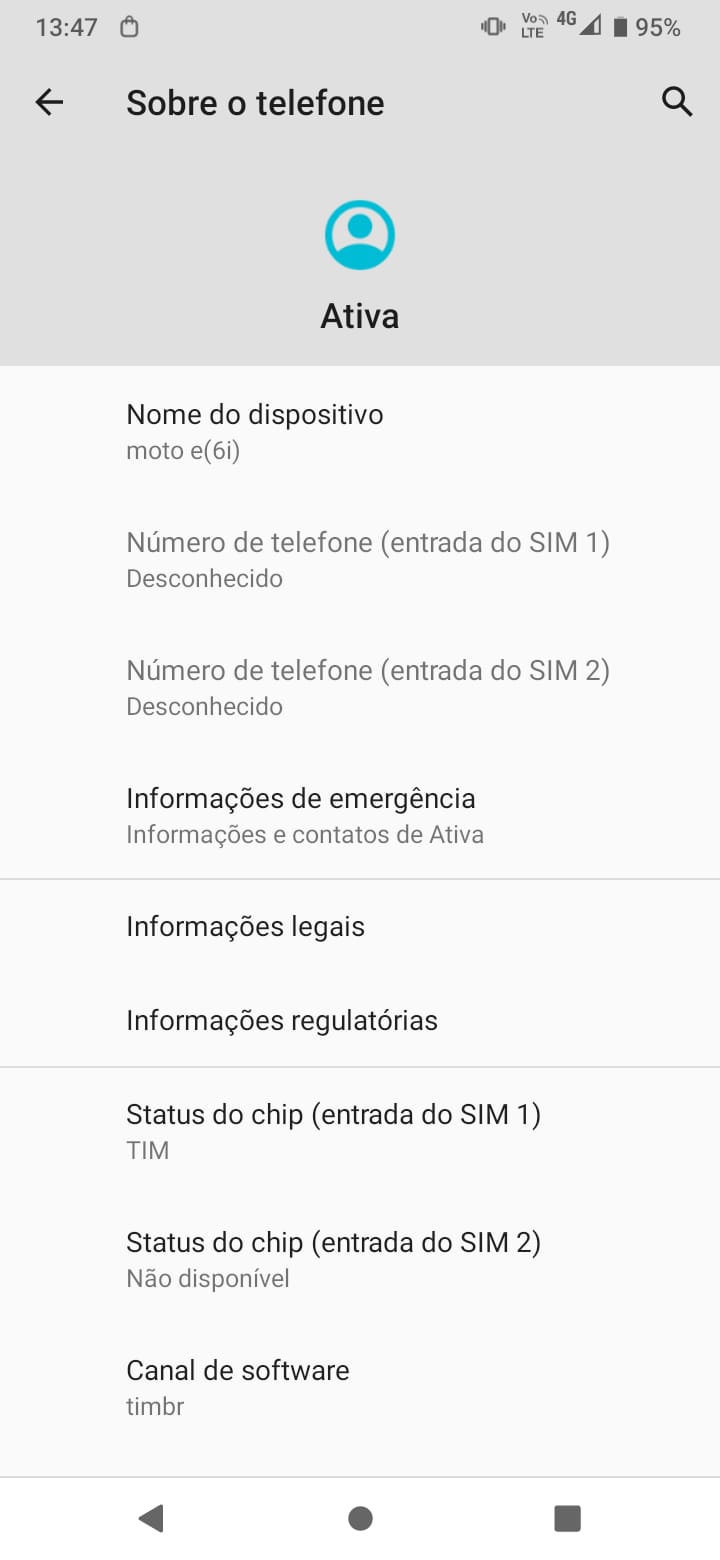 13:47 Vo LTE 4G 95%
Sobre o telefone
Ativa
Nome do dispositivo
moto e(6i)
Número de telefone (entrada do SIM 1)
Desconhecido
Número de telefone (entrada do SIM 2)
Desconhecido
Informações de emergência
Informações e contatos de Ativa
Informações legais
Informações regulatórias
Status do chip (entrada do SIM 1)
TIM
Status do chip (entrada do SIM 2)
Não disponível
Canal de software
timbr